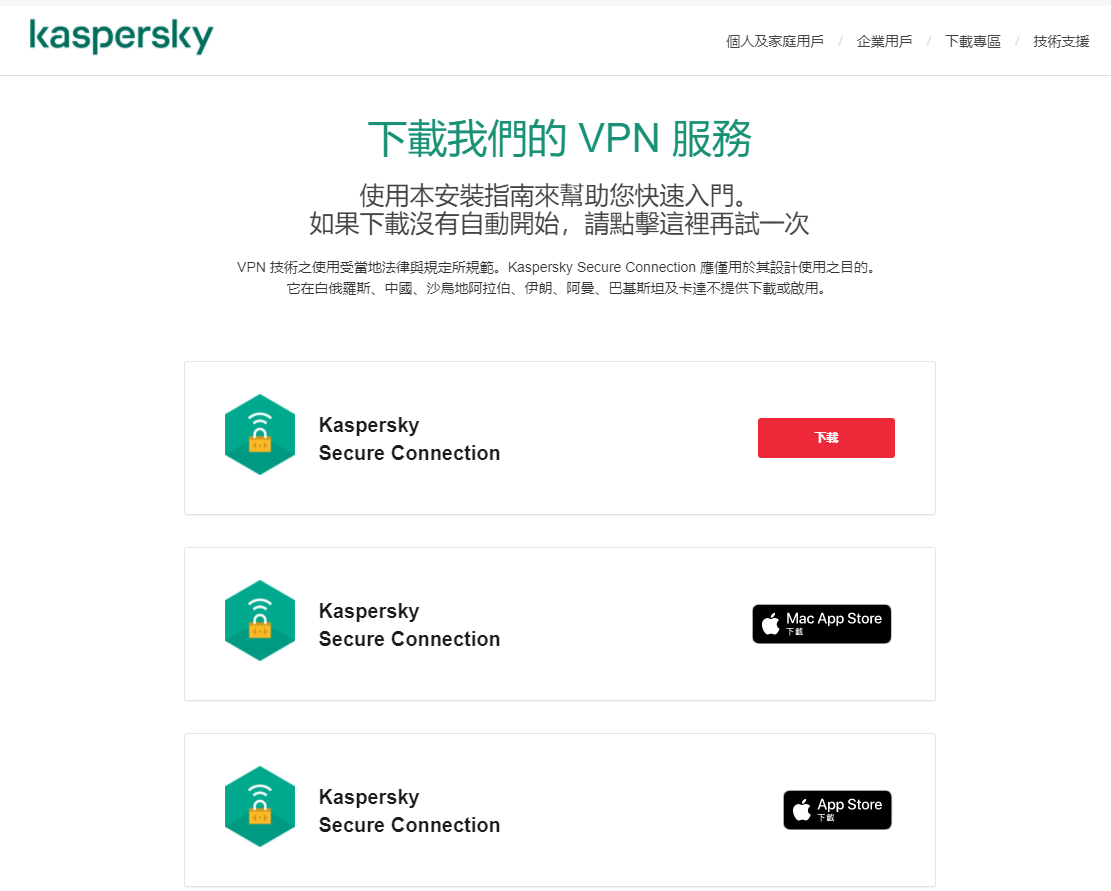 kaspersky
個人及家庭用戶 / 企業用戶 / 下載專區 / 技術支援
下載我們的 VPN 服務
使用本安裝指南來幫助您快速入門。
如果下載沒有自動開始，請點擊這裡再試一次
VPN 技術之使用受當地法律與規定所規範。Kaspersky Secure Connection 應僅用於其設計使用之目的。
它在白俄羅斯、中國、沙烏地阿拉伯、伊朗、阿曼、巴基斯坦及卡達不提供下載或啟用。
Kaspersky
Secure Connection
下載
Kaspersky
Secure Connection
Mac App Store
下載
Kaspersky
Secure Connection
App Store
下載